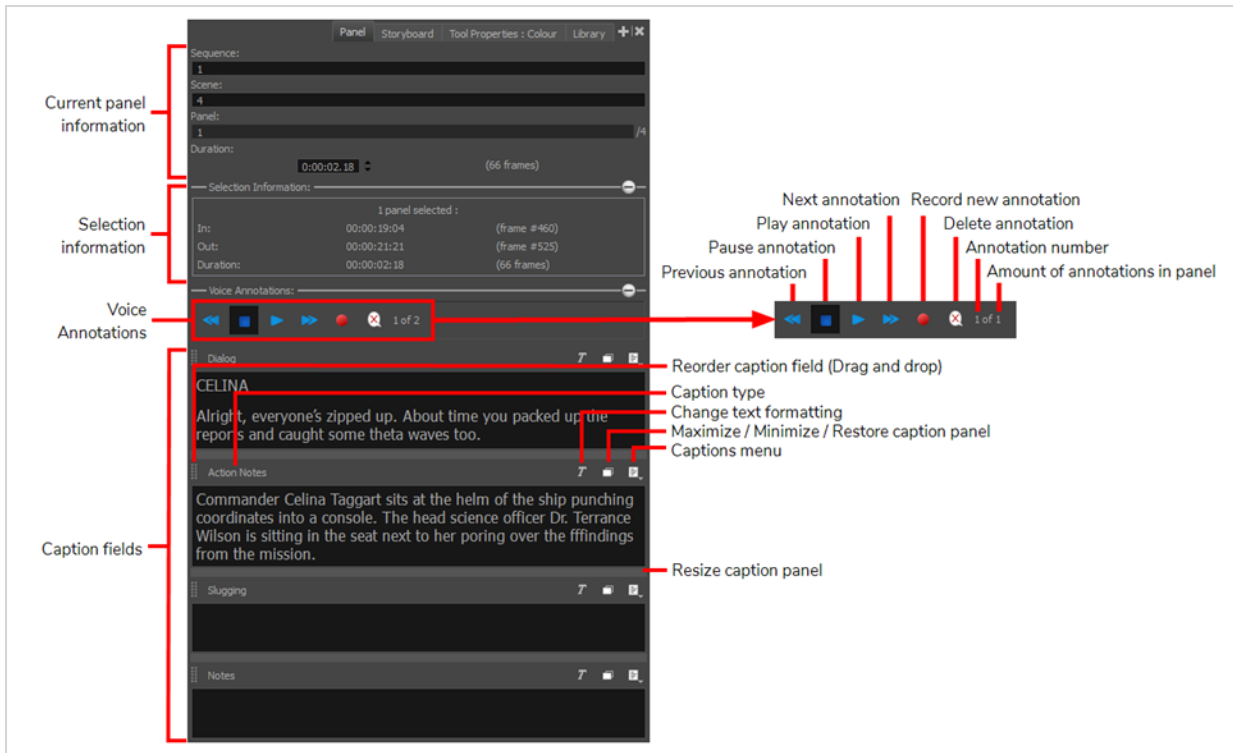 Panel Storyboard Tool Properties : Colour Library
Sequence:
1
Scene:
4
Panel:
1 /4
Duration:
0:00:02.18 (66 frames)
Current panel
information
Selection Information:
1 panel selected :
In: 00:00:19:04 (frame #460)
Out: 00:00:21:21 (frame #525)
Duration: 00:00:02:18 (66 frames)
Selection
information
Voice Annotations:
1 of 2
Voice
Annotations
Next annotation Record new annotation
Play annotation Delete annotation
Pause annotation Annotation number
Previous annotation Amount of annotations in panel
1 of 1
Dialog T
CELINA
Alright, everyone's zipped up. About time you packed up the
reports and caught some theta waves too.
Reorder caption field (Drag and drop)
Caption type
Change text formatting
Maximize / Minimize / Restore caption panel
Captions menu
Action Notes T
Commander Celina Taggart sits at the helm of the ship punching
coordinates into a console. The head science officer Dr. Terrance
Wilson is sitting in the seat next to her poring over the fffindings
from the mission.
Caption fields
Resize caption panel
Slugging T
Notes T